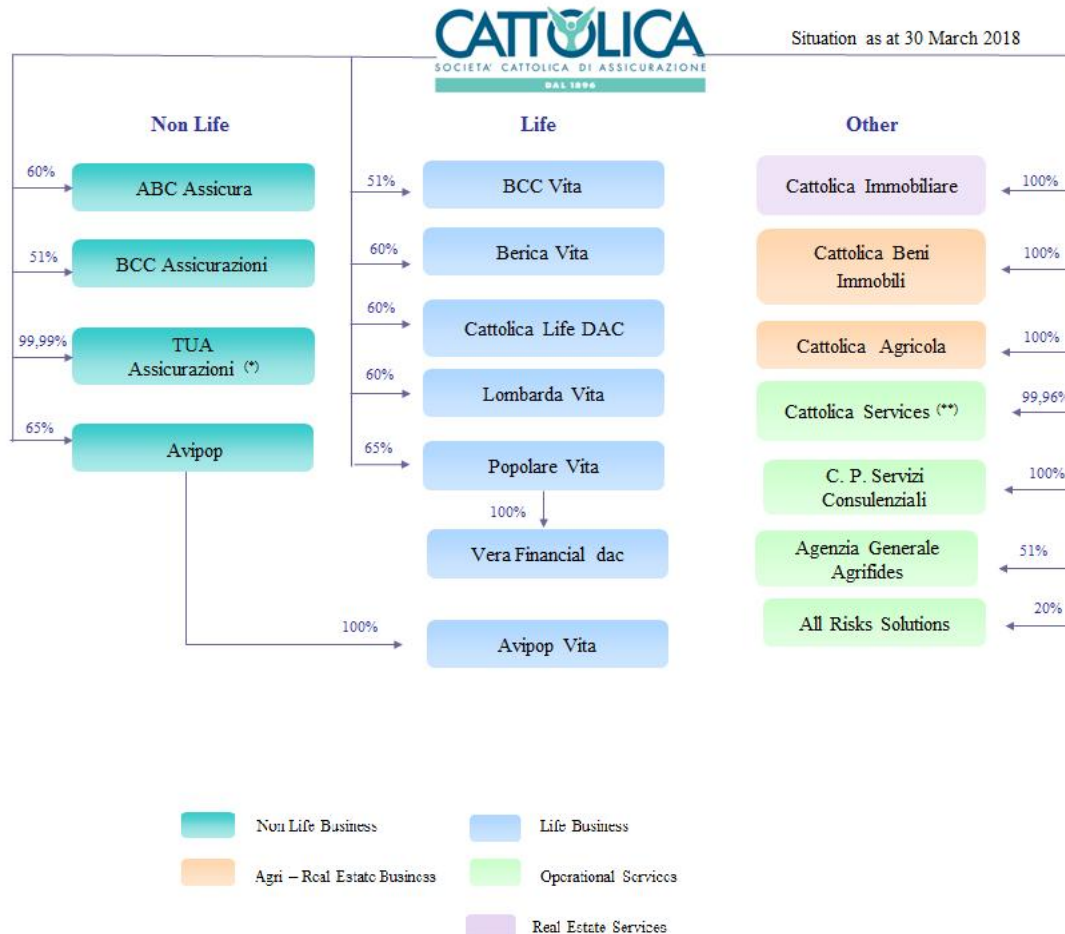 CATTOLICA
SOCIETA' CATTOLICA DI ASSICURAZIONE
DAL 1896
Situation as at 30 March 2018
Non Life
Life
Other
60%
ABC Assicura
51%
BCC Vita
Cattolica Immobiliare
100%
51%
BCC Assicurazioni
60%
Berica Vita
Cattolica Beni
Immobili
100%
99,99%
TUA
Assicurazioni (*)
60%
Cattolica Life DAC
Cattolica Agricola
100%
60%
Lombarda Vita
Cattolica Services (**)
99,96%
65%
Avipop
65%
Popolare Vita
C. P. Servizi
Consulenziali
100%
100%
Vera Financial dac
Agenzia Generale
Agrifides
51%
100%
Avipop Vita
All Risks Solutions
20%
Non Life Business
Life Business
Agri – Real Estate Business
Operational Services
Real Estate Services